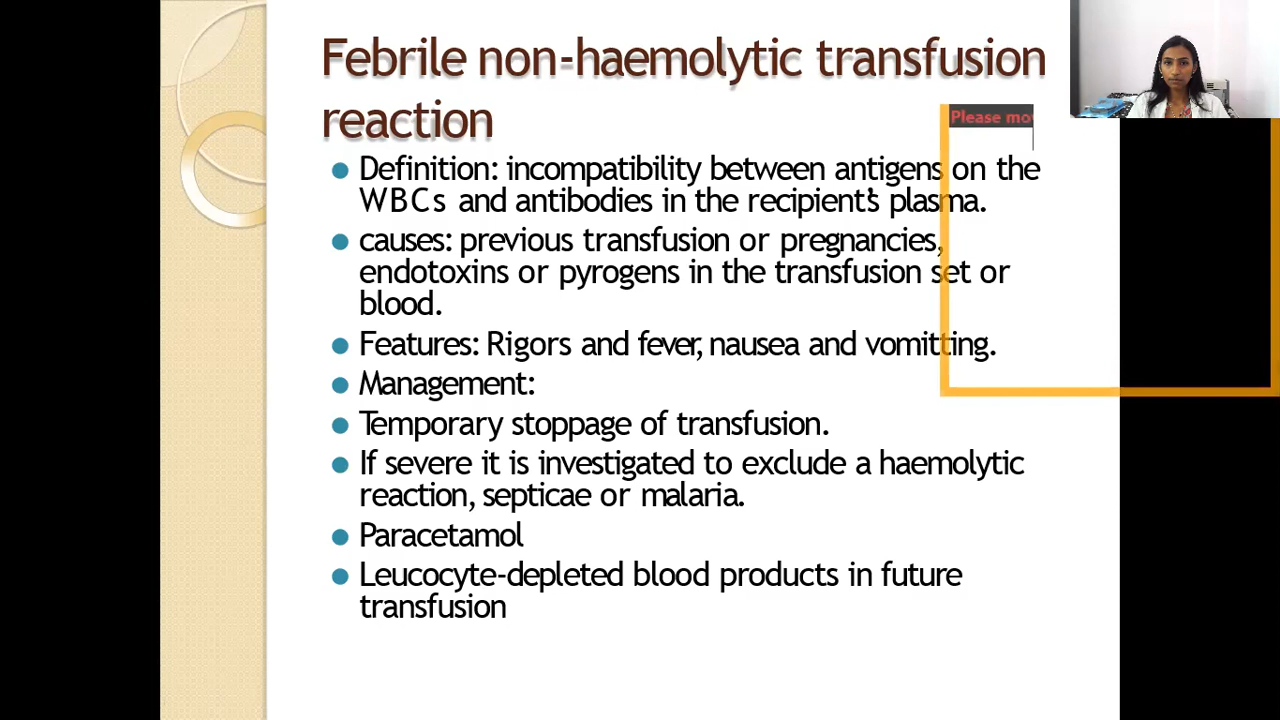 Febrile non-haemolytic transfusion
reaction
Please mo
Definition: incompatibility between antigens on the
WBCs and antibodies in the recipient's plasma.
causes: previous transfusion or pregnancies,
endotoxins or pyrogens in the transfusion set or
blood.
Features: Rigors and fever, nausea and vomitting.
Management:
Temporary stoppage of transfusion.
If severe it is investigated to exclude a haemolytic
reaction, septicae or malaria.
Paracetamol
Leucocyte-depleted blood products in future
transfusion